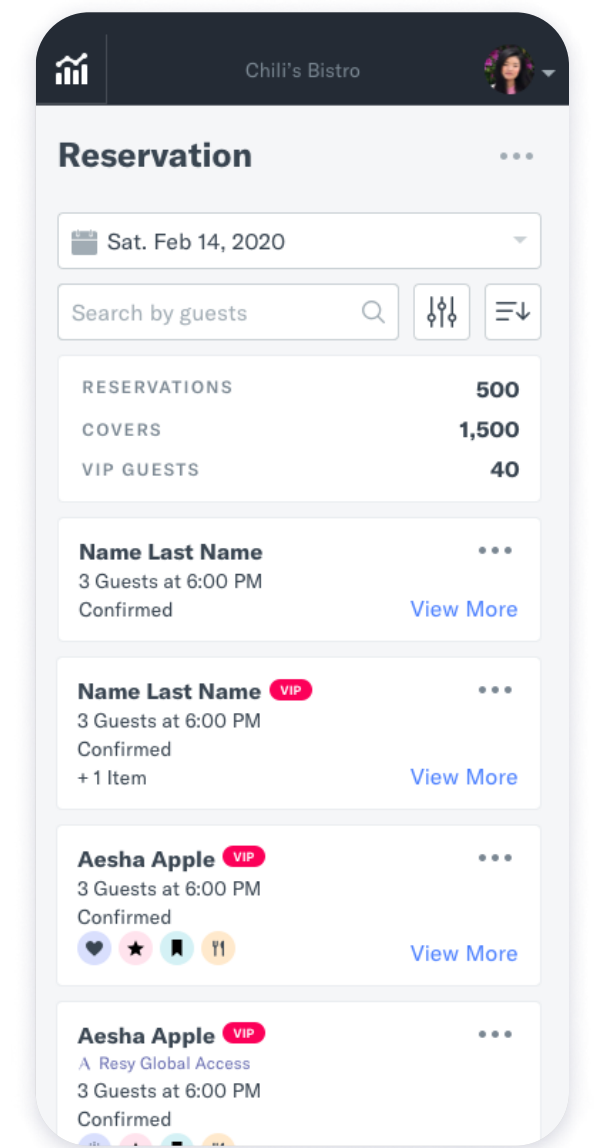 Chili's Bistro
Reservation
Sat. Feb 14, 2020
Search by guests
RESERVATIONS 500
COVERS 1,500
VIP GUESTS 40
Name Last Name
3 Guests at 6:00 PM
Confirmed
View More
Name Last Name VIP
3 Guests at 6:00 PM
Confirmed
+ 1 Item
View More
Aesha Apple VIP
3 Guests at 6:00 PM
Confirmed
View More
Aesha Apple VIP
A Resy Global Access
3 Guests at 6:00 PM
Confirmed